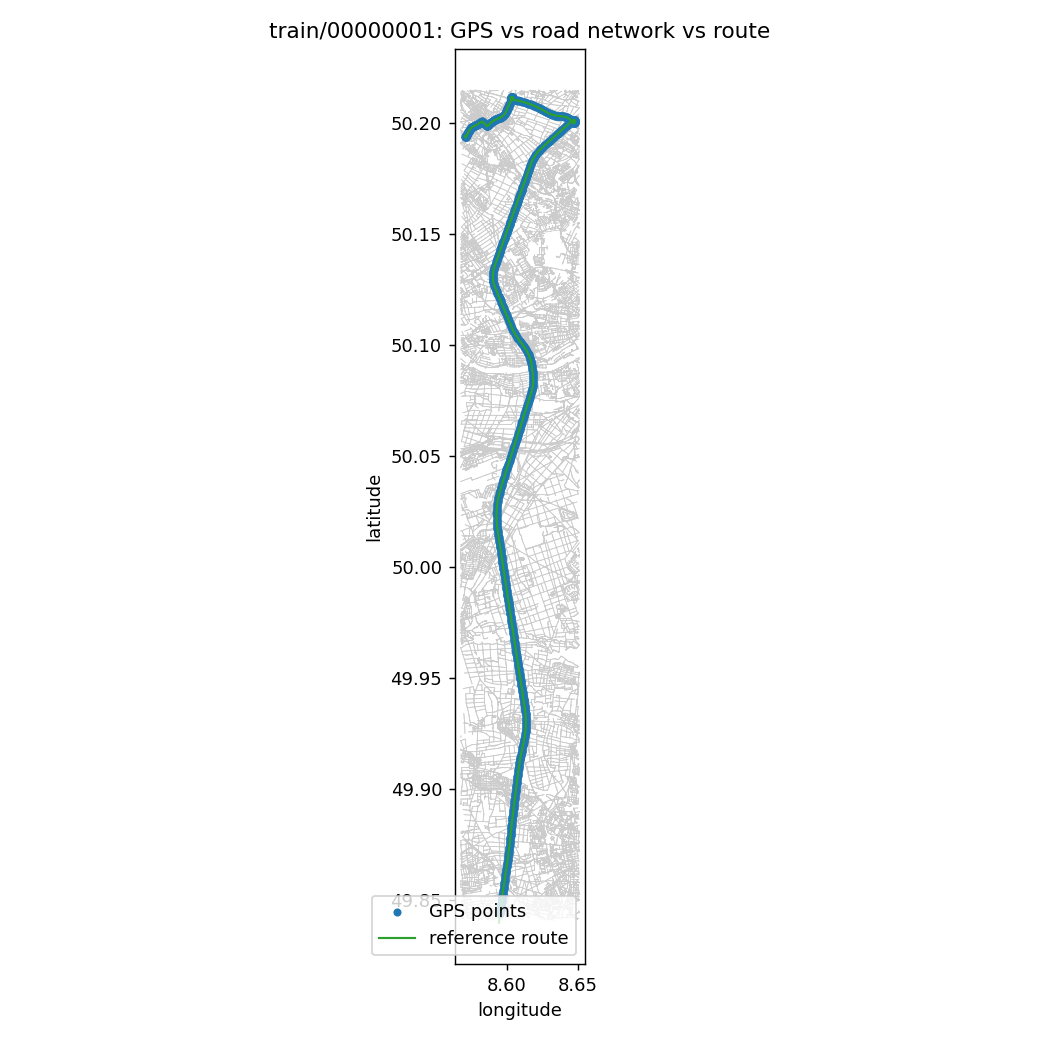 train/00000001: GPS vs road network vs route
50.20
50.15
50.10
50.05
50.00
49.95
49.90
49.85
latitude
GPS points
reference route
8.60 8.65
longitude